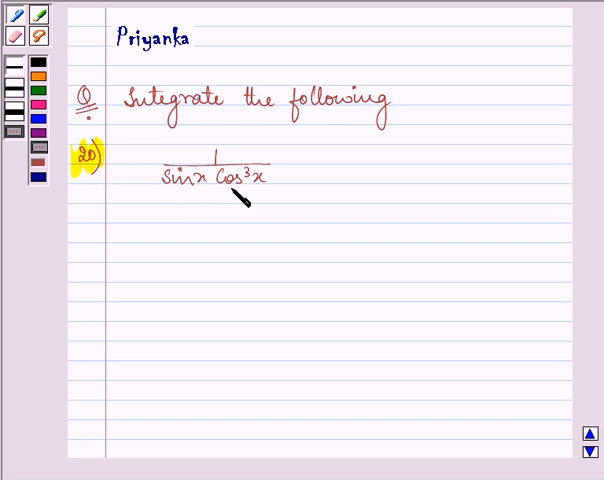 Priyanka
Q. Integrate the following
20) 1
sinx Cos³x